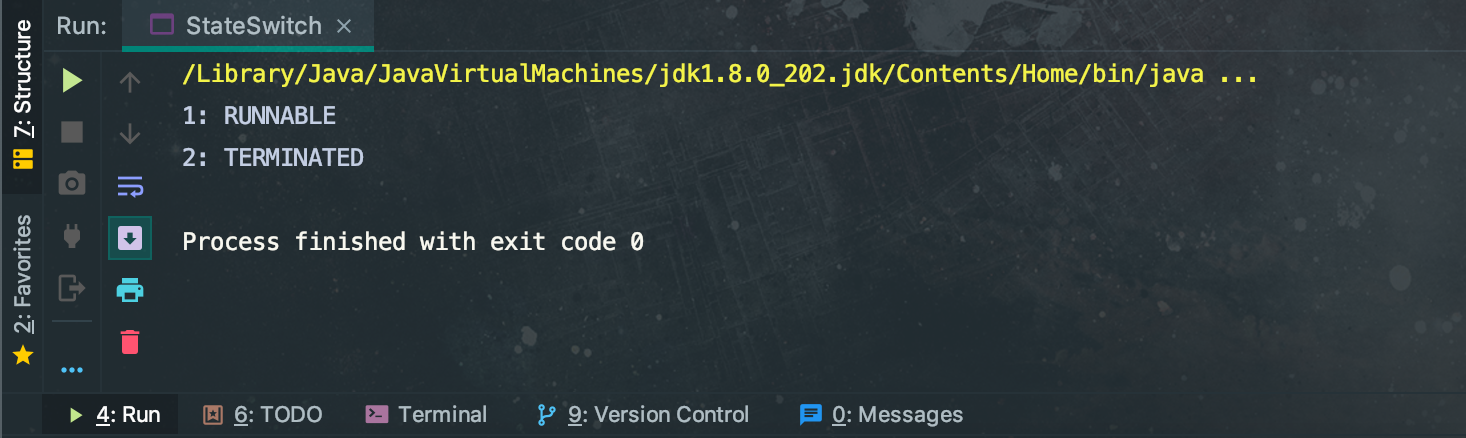 Run: StateSwitch
7: Structure
2: Favorites
/Library/Java/JavaVirtualMachines/jdk1.8.0_202.jdk/Contents/Home/bin/java ...
1: RUNNABLE
2: TERMINATED
Process finished with exit code 0
4: Run 6: TODO Terminal 9: Version Control 0: Messages